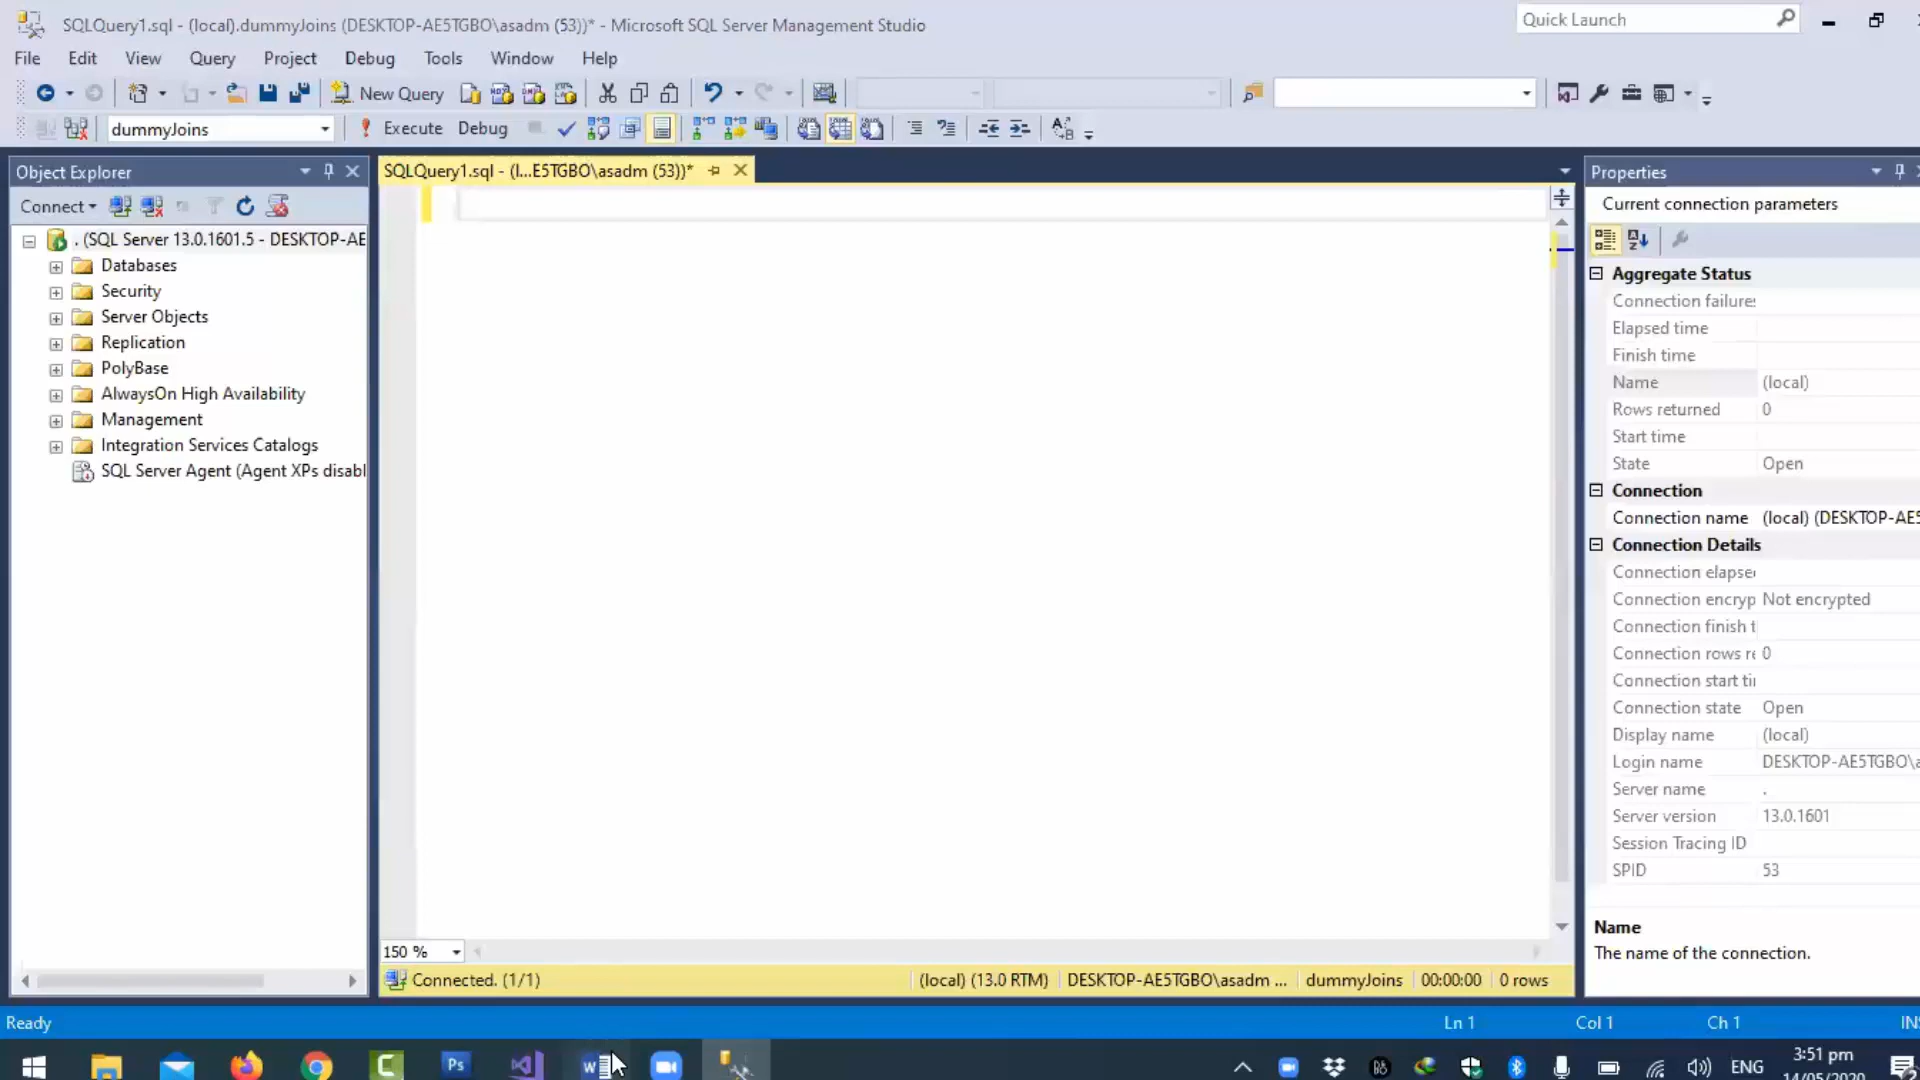 SQLQuery1.sql - (local).dummyJoins (DESKTOP-AE5TGBO\asadm (53))* - Microsoft SQL Server Management Studio
Quick Launch
File Edit View Query Project Debug Tools Window Help
New Query
dummyJoins
Execute Debug
Object Explorer
Connect
. (SQL Server 13.0.1601.5 - DESKTOP-AE
Databases
Security
Server Objects
Replication
PolyBase
AlwaysOn High Availability
Management
Integration Services Catalogs
SQL Server Agent (Agent XPs disabl
SQLQuery1.sql - (l...E5TGBO\asadm (53))*
150 %
Connected. (1/1)
(local) (13.0 RTM) DESKTOP-AE5TGBO\asadm ... dummyJoins 00:00:00 0 rows
Properties
Current connection parameters
Aggregate Status
Connection failures
Elapsed time
Finish time
Name (local)
Rows returned 0
Start time
State Open
Connection
Connection name (local) (DESKTOP-AE5
Connection Details
Connection elapse
Connection encryp Not encrypted
Connection finish t
Connection rows re 0
Connection start ti
Connection state Open
Display name (local)
Login name DESKTOP-AE5TGBO\a
Server name .
Server version 13.0.1601
Session Tracing ID
SPID 53
Name
The name of the connection.
Ready
Ln 1 Col 1 Ch 1 INS
Ps
ENG
3:51 pm
14/05/2020